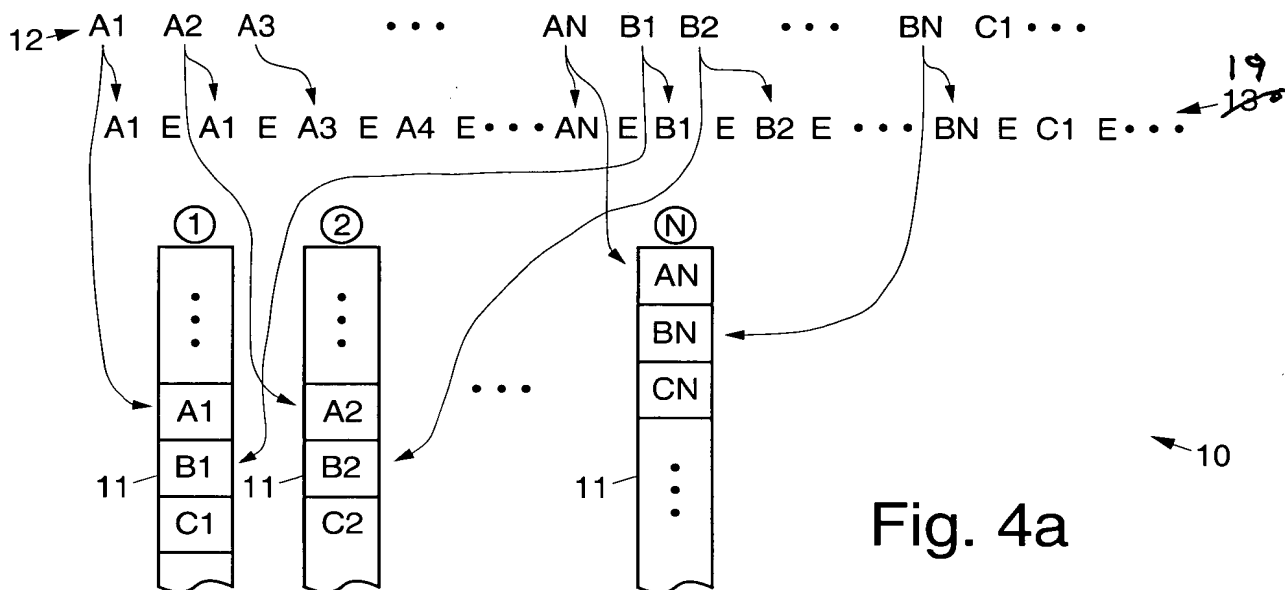 12 A1 A2 A3 • • • AN B1 B2 • • • BN C1 • • •
19
13
A1 E A1 E A3 E A4 E • • • AN E B1 E B2 E • • • BN E C1 E • • •
1 2 N
AN
BN
CN
A1 A2 • • •
11 B1 11 B2 11
C1 C2
10
Fig. 4a